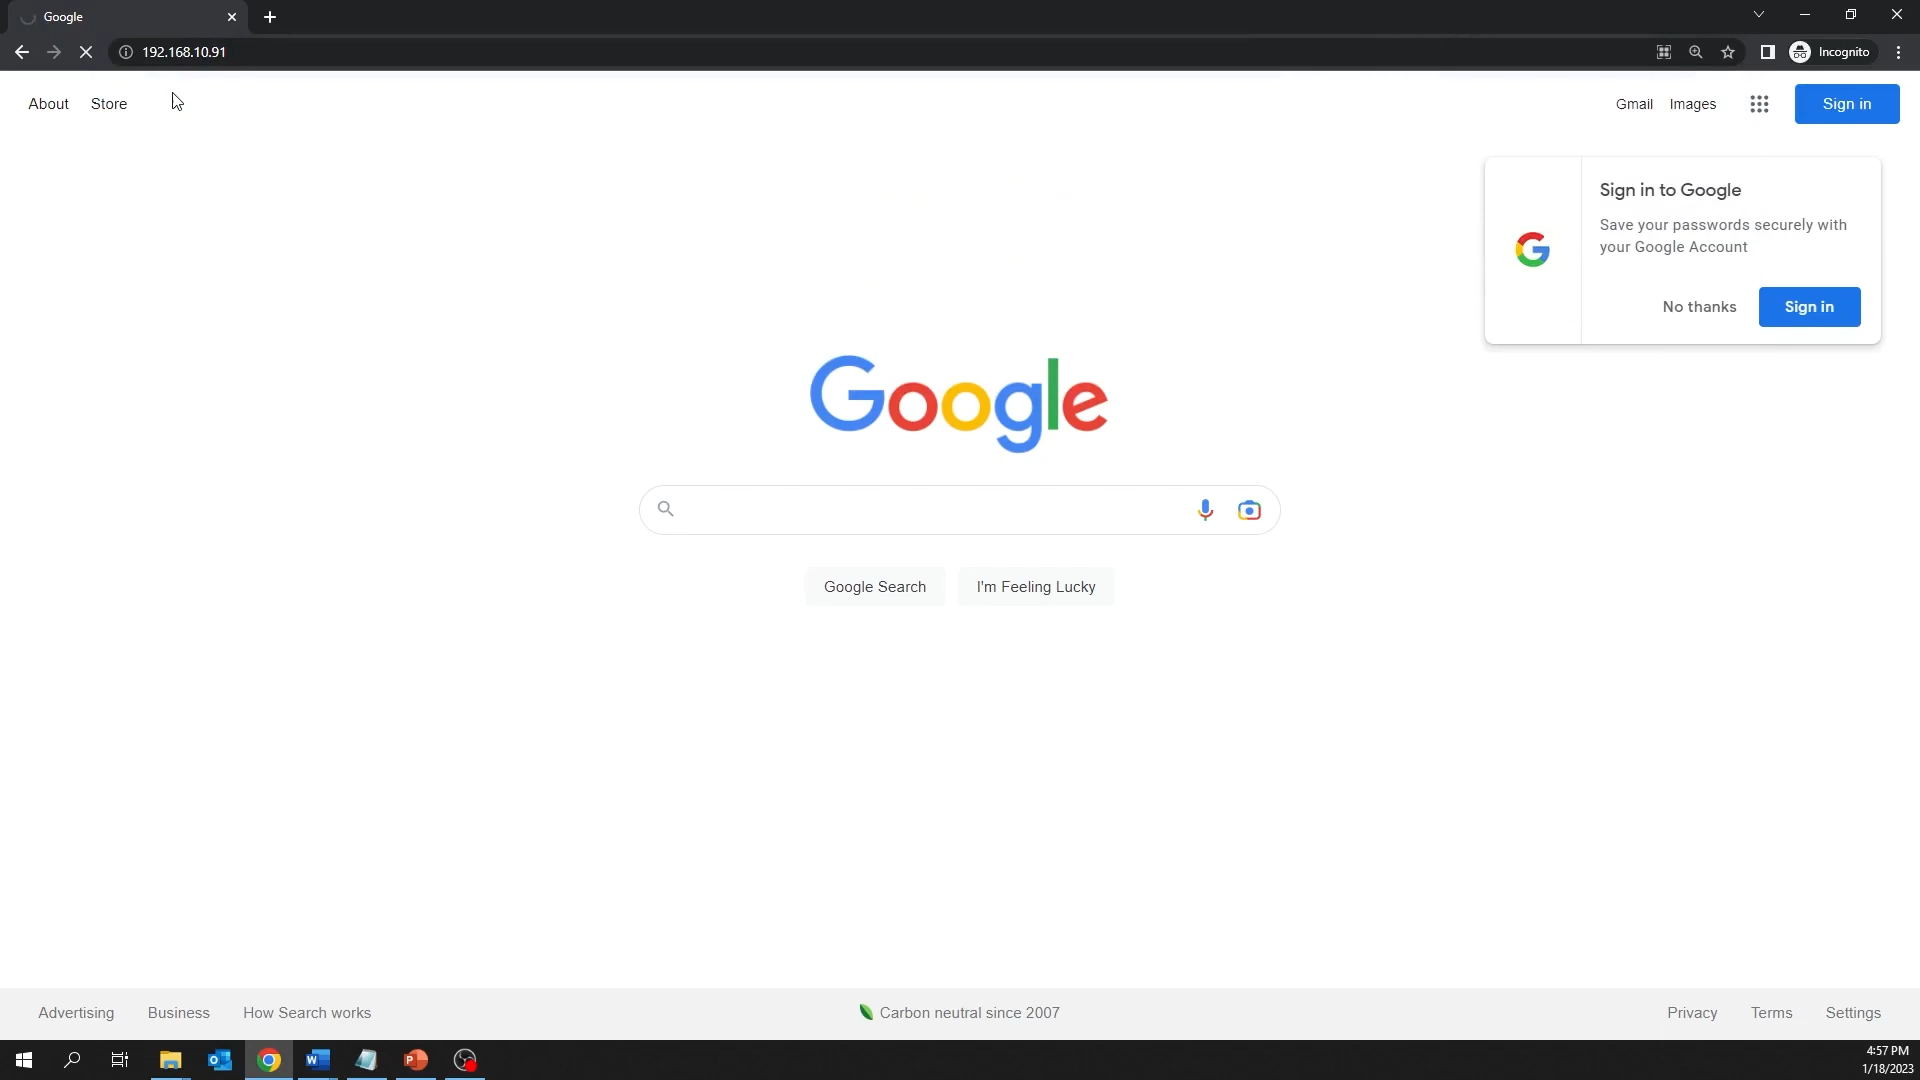 Google
192.168.10.91
Incognito
About Store
Gmail Images
Sign in
Sign in to Google
Save your passwords securely with
your Google Account
No thanks Sign in
Google
Google Search I'm Feeling Lucky
Advertising Business How Search works
Carbon neutral since 2007
Privacy Terms Settings
4:57 PM
1/18/2023